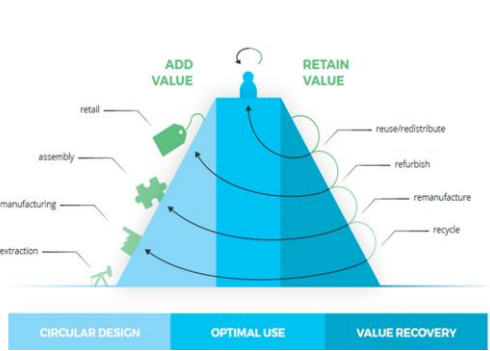 ADD
VALUE
RETAIN
VALUE
retail
reuse/redistribute
assembly
refurbish
manufacturing
remanufacture
extraction
recycle
CIRCULAR DESIGN
OPTIMAL USE
VALUE RECOVERY